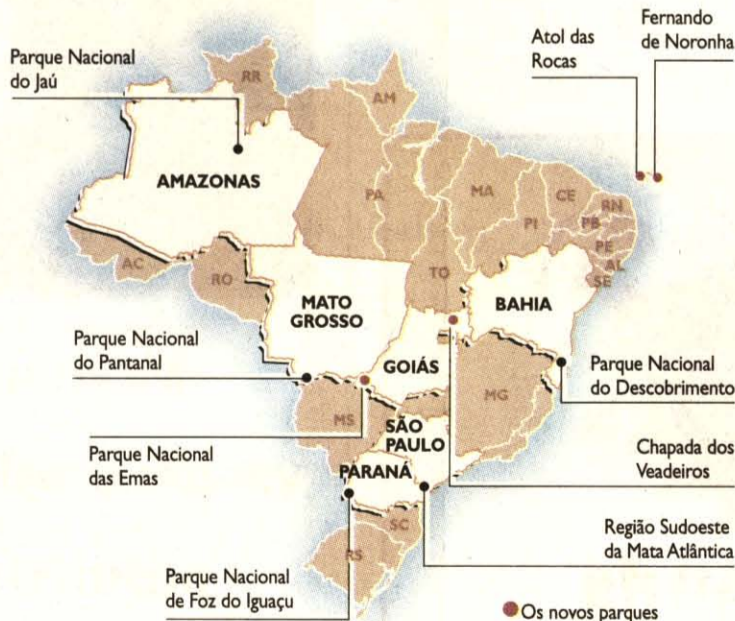 Fernando
de Noronha
Atol das
Rocas
Parque Nacional
do Jaú
RR
AM
AMAZONAS
PA
MA
CE
RN
PB
PI
PE
AL
SE
AC
RO
TO
MATO
GROSSO
BAHIA
GOIÁS
Parque Nacional
do Pantanal
Parque Nacional
do Descobrimento
MG
MS
SÃO
PAULO
PARANÁ
Parque Nacional
das Emas
Chapada dos
Veadeiros
SC
RS
Região Sudoeste
da Mata Atlântica
Parque Nacional
de Foz do Iguaçu
Os novos parques